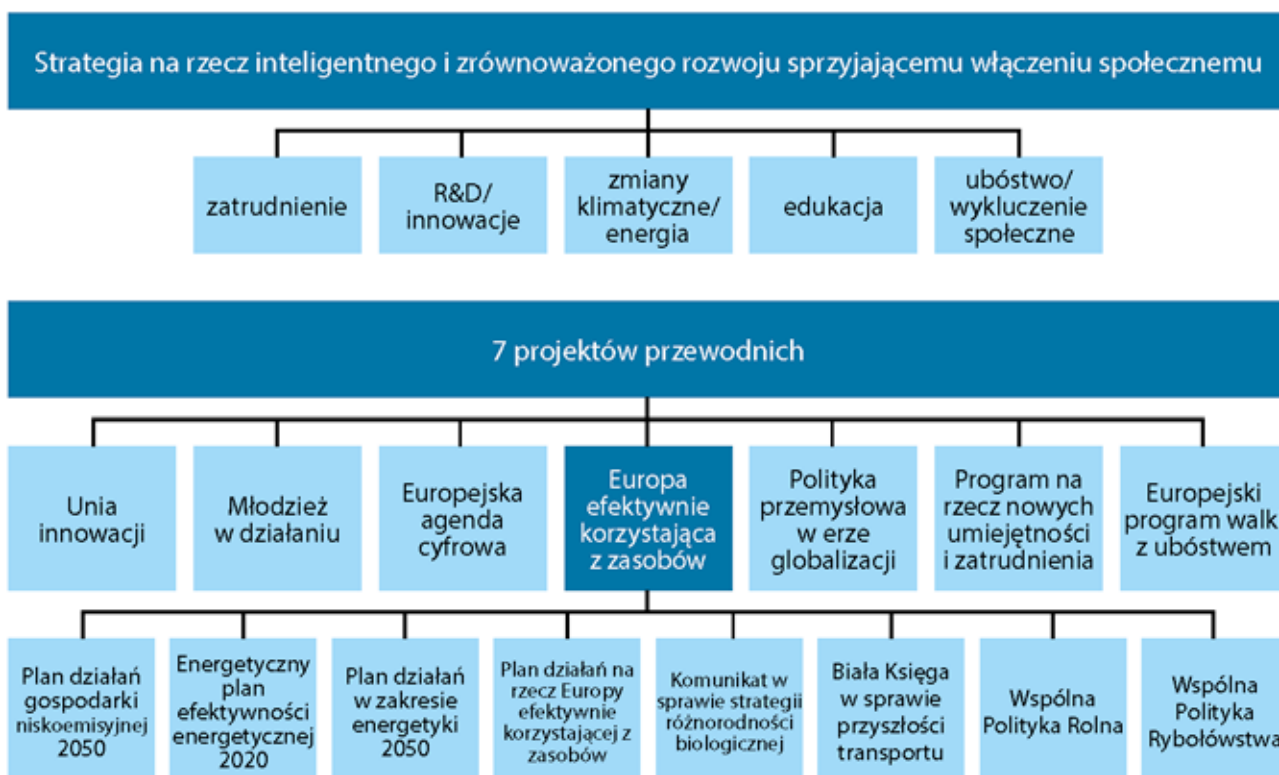 Strategia na rzecz inteligentnego i zrównoważonego rozwoju sprzyjającemu włączeniu społecznemu
zatrudnienie
R&D/
innowacje
zmiany
klimatyczne/
energia
edukacja
ubóstwo/
wykluczenie
społeczne
7 projektów przewodnich
Unia
innowacji
Młodzież
w działaniu
Europejska
agenda
cyfrowa
Europa
efektywnie
korzystająca
z zasobów
Polityka
przemysłowa
w erze
globalizacji
Program na
rzecz nowych
umiejętności
i zatrudnienia
Europejski
program walk
z ubóstwem
Plan działań
gospodarki
niskoemisyjnej
2050
Energetyczny
plan
efektywności
energetycznej
2020
Plan działań
w zakresie
energetyki
2050
Plan działań na
rzecz Europy
efektywnie
korzystającej z
zasobów
Komunikat w
sprawie strategii
różnorodności
biologicznej
Biała Księga
w sprawie
przyszłości
transportu
Wspólna
Polityka Rolna
Wspólna
Polityka
Rybołówstwa